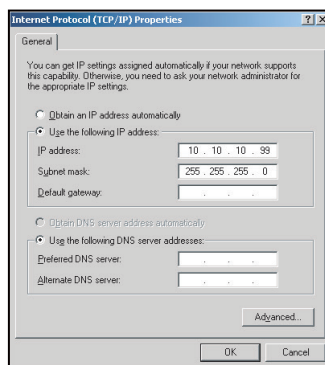 Internet Protocol (TCP/IP) Properties
General
You can get IP settings assigned automatically if your network supports
this capability. Otherwise, you need to ask your network administrator for
the appropriate IP settings.
Obtain an IP address automatically
Use the following IP address:
IP address: 10 . 10 . 10 . 99
Subnet mask: 255 . 255 . 255 . 0
Default gateway: . . .
Obtain DNS server address automatically
Use the following DNS server addresses:
Preferred DNS server: . . .
Alternate DNS server: . . .
Advanced...
OK Cancel